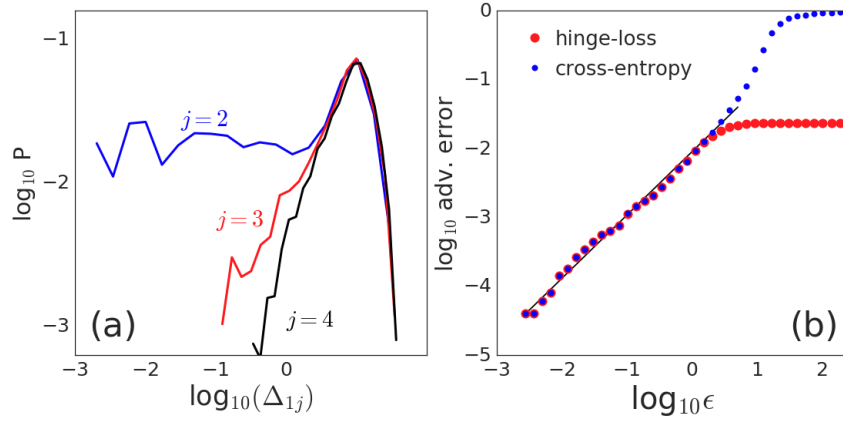 −1
−2
−3
log₁₀ P
j=2
j=3
j=4
(a)
−3 −2 −1 0
log₁₀(Δ₁ⱼ)
0
−1
−2
−3
−4
−5
log₁₀ adv. error
hinge-loss
cross-entropy
(b)
−3 −2 −1 0 1 2
log₁₀ϵ